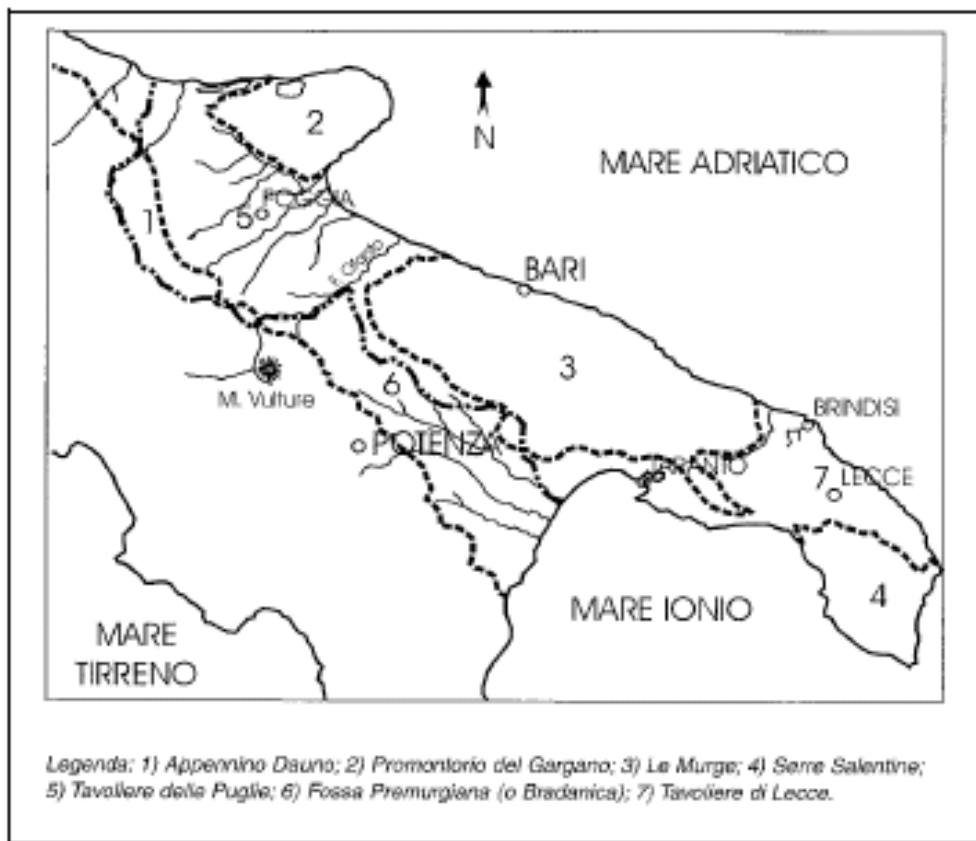 2
N
MARE ADRIATICO
1
5 FOGGIA
F. Ofanto
BARI
3
6
M. Vulture
BRINDISI
POTENZA
TARANTO
7 LECCE
4
MARE IONIO
MARE
TIRRENO
Legenda: 1) Appennino Dauno; 2) Promontorio del Gargano; 3) Le Murge; 4) Serre Salentine;
5) Tavoliere delle Puglie; 6) Fossa Premurgiana (o Bradanica); 7) Tavoliere di Lecce.